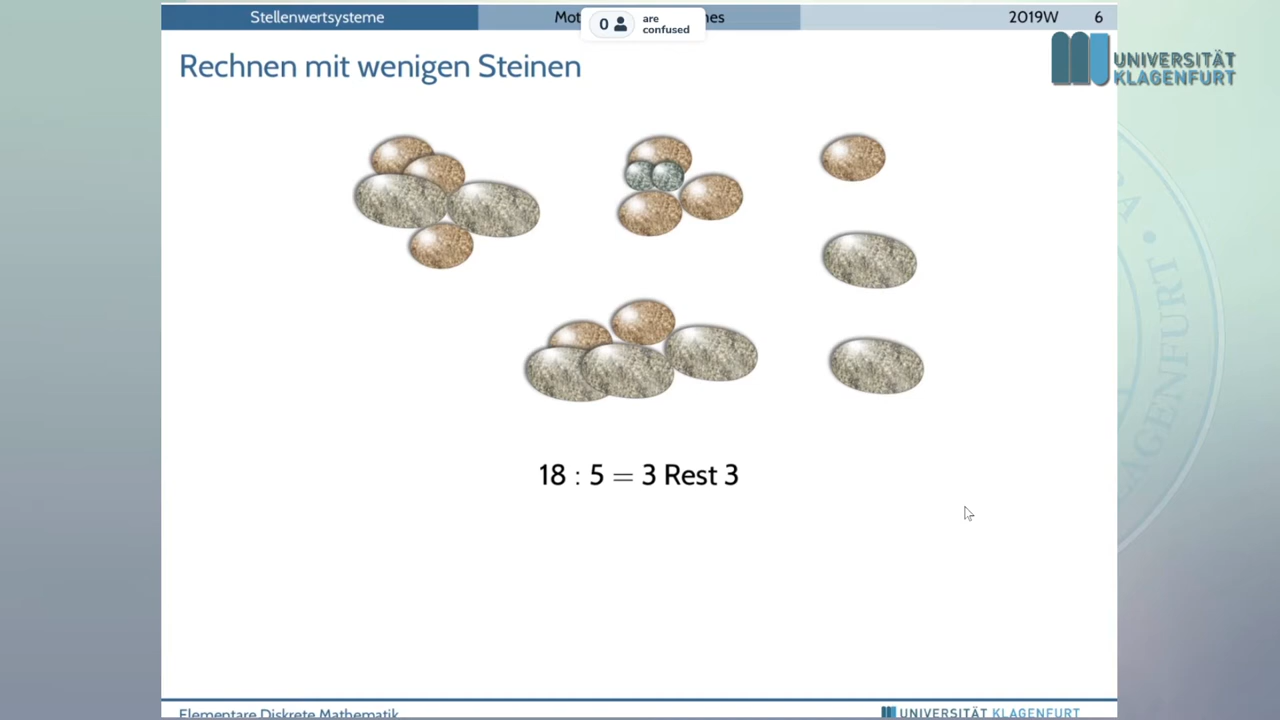 Stellenwertsysteme
2019W 6
0 are
confused
Rechnen mit wenigen Steinen
UNIVERSITÄT
KLAGENFURT
18 : 5 = 3 Rest 3
Elementare Diskrete Mathematik
UNIVERSITÄT KLAGENFURT